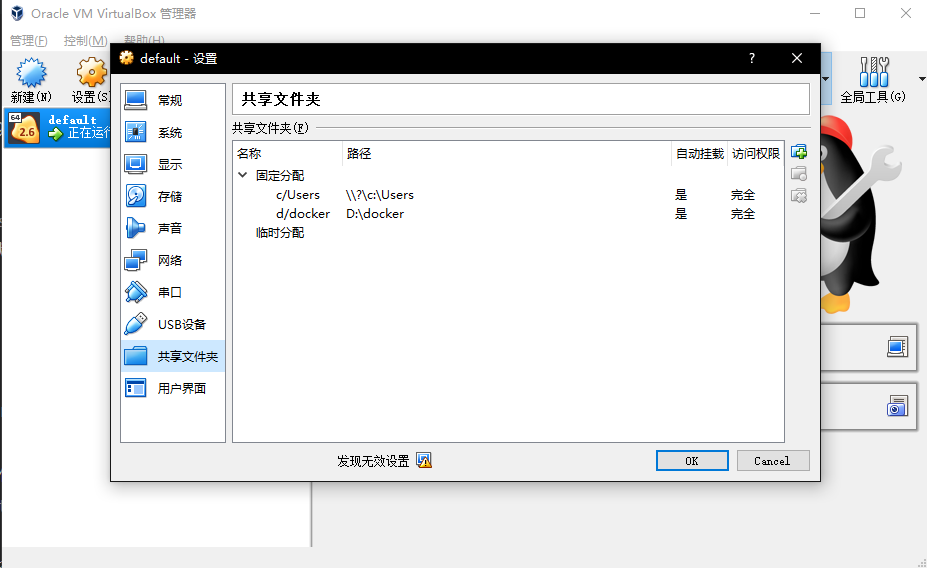 Oracle VM VirtualBox 管理器
管理(F) 控制(M) 帮助(H)
新建(N) 设置(S) 全局工具(G)
64
2.6
default
正在运行
default - 设置
?
常规
系统
显示
存储
声音
网络
串口
USB设备
共享文件夹
用户界面
共享文件夹
共享文件夹(F)
名称 路径 自动挂载 访问权限
固定分配
c/Users \\?\c:\Users 是 完全
d/docker D:\docker 是 完全
临时分配
发现无效设置
OK Cancel